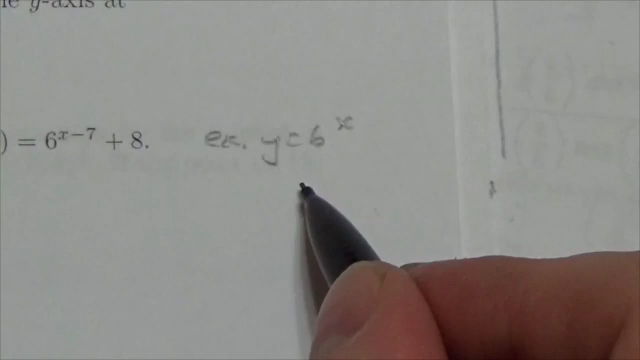 y-axis at
) = 6^{x−7} + 8. ex. y=6^x